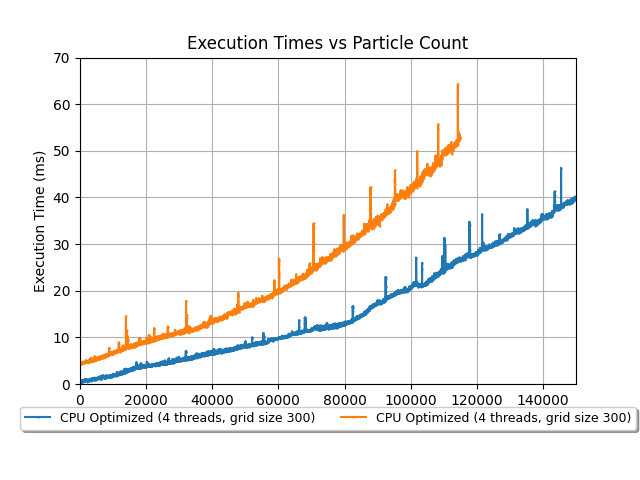 Execution Times vs Particle Count
Execution Time (ms)
70
60
50
40
30
20
10
0
0 20000 40000 60000 80000 100000 120000 140000
CPU Optimized (4 threads, grid size 300) CPU Optimized (4 threads, grid size 300)